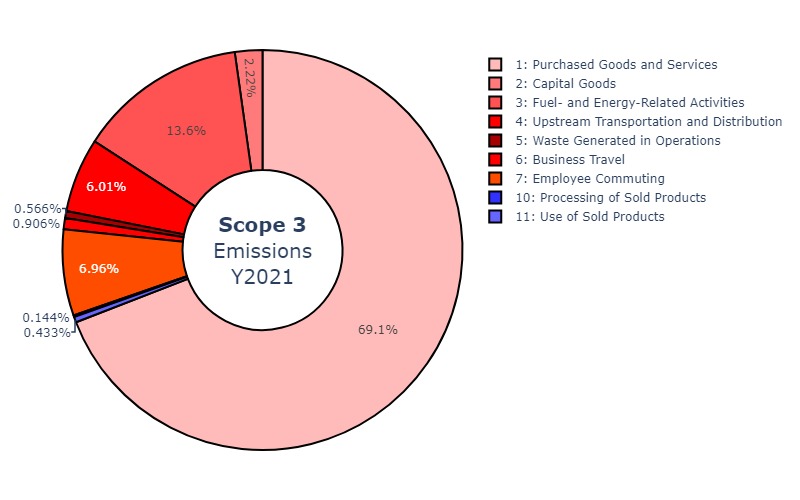 2.22%
13.6%
6.01%
0.566%
0.906%
6.96%
0.144%
0.433%
69.1%
Scope 3
Emissions
Y2021
1: Purchased Goods and Services
2: Capital Goods
3: Fuel- and Energy-Related Activities
4: Upstream Transportation and Distribution
5: Waste Generated in Operations
6: Business Travel
7: Employee Commuting
10: Processing of Sold Products
11: Use of Sold Products